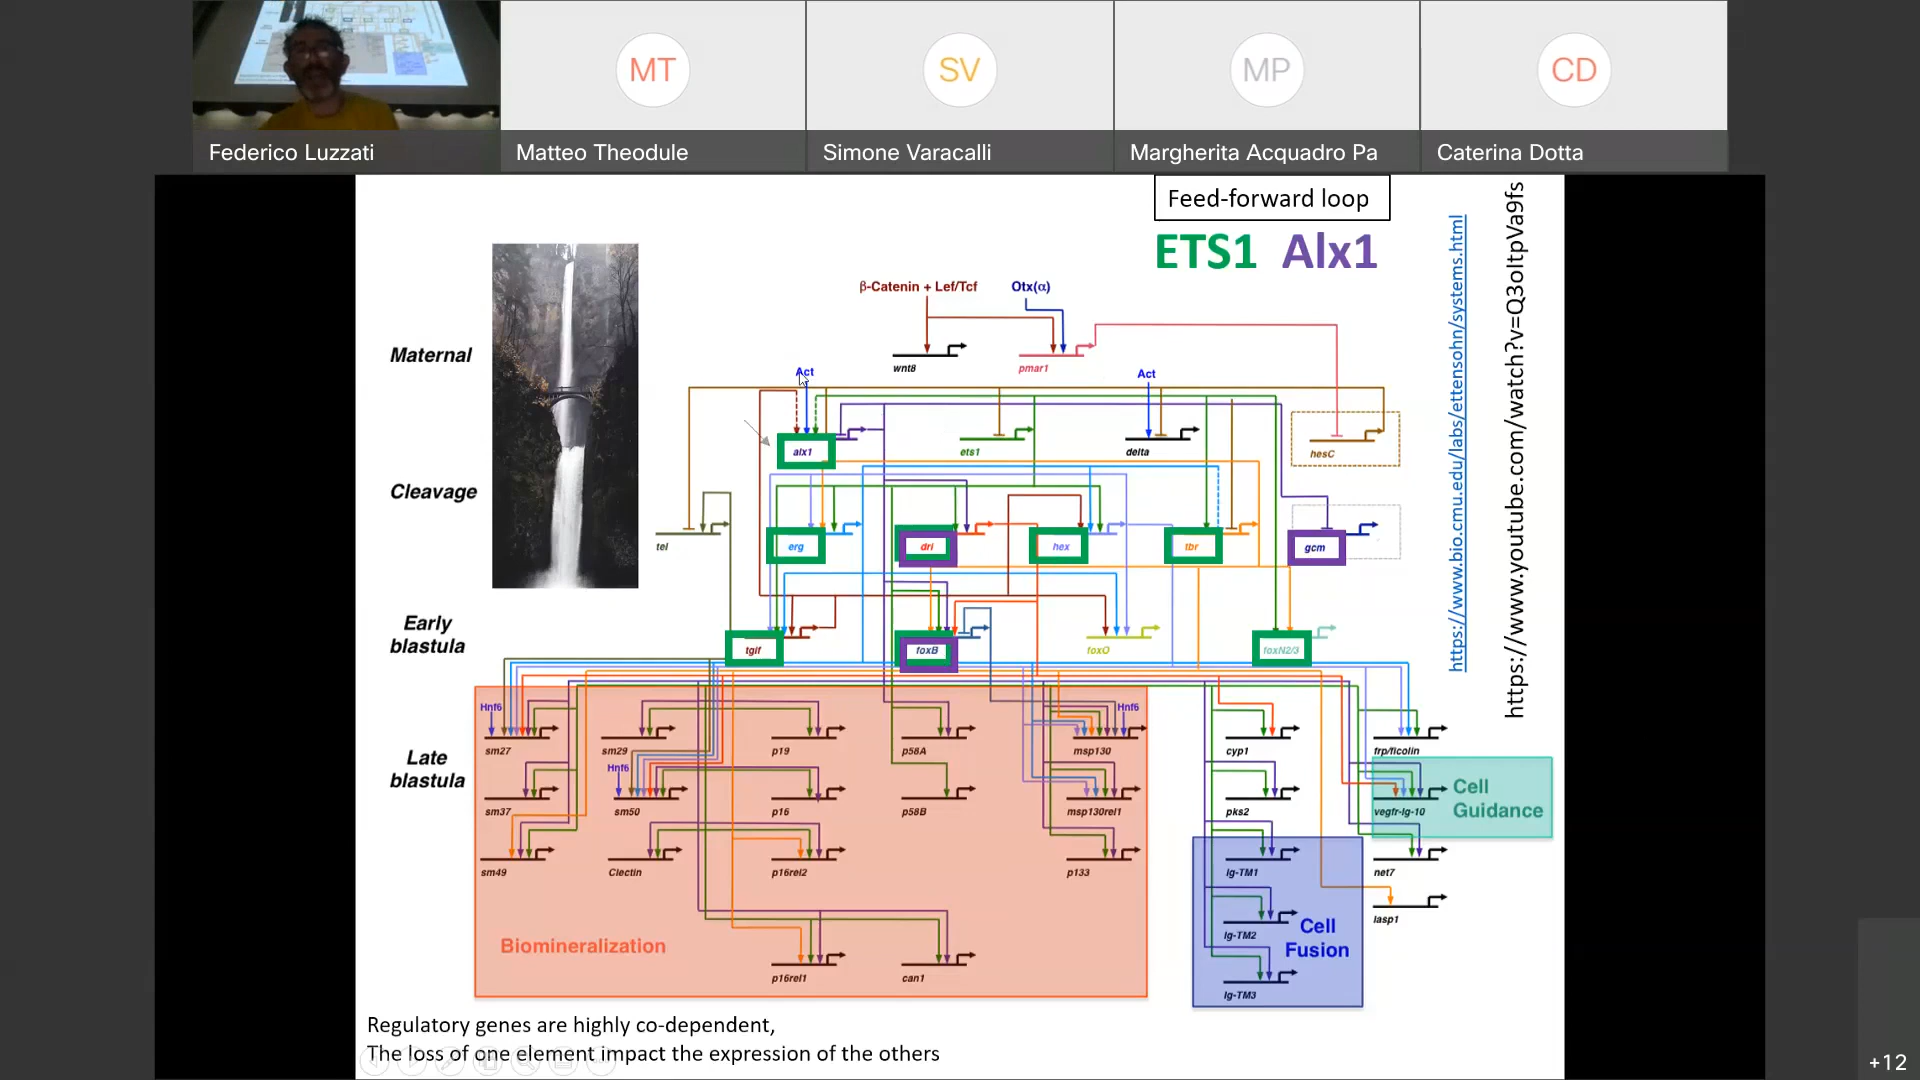 MT
SV
MP
CD
Federico Luzzati
Matteo Theodule
Simone Varacalli
Margherita Acquadro Pa
Caterina Dotta
Feed-forward loop
ETS1 Alx1
https://www.bio.cmu.edu/labs/ettensohn/systems.html
https://www.youtube.com/watch?v=Q3oItpVa9fs
β-Catenin + Lef/Tcf
Otx(α)
Maternal
wnt8
pmar1
Act
Act
alx1
ets1
delta
hesC
Cleavage
tel
erg
dri
hex
tbr
gcm
Early
blastula
tgif
foxB
foxO
foxN2/3
Late
blastula
Hnf6
Hnf6
sm27
sm29
p19
p58A
msp130
cyp1
frp/ficolin
Hnf6
sm37
sm50
p16
p58B
msp130rel1
pks2
vegfr-Ig-10
Cell
Guidance
sm49
Clectin
p16rel2
p133
Ig-TM1
net7
lasp1
Ig-TM2
Cell
Fusion
Biomineralization
p16rel1
can1
Ig-TM3
Regulatory genes are highly co-dependent,
The loss of one element impact the expression of the others
+12